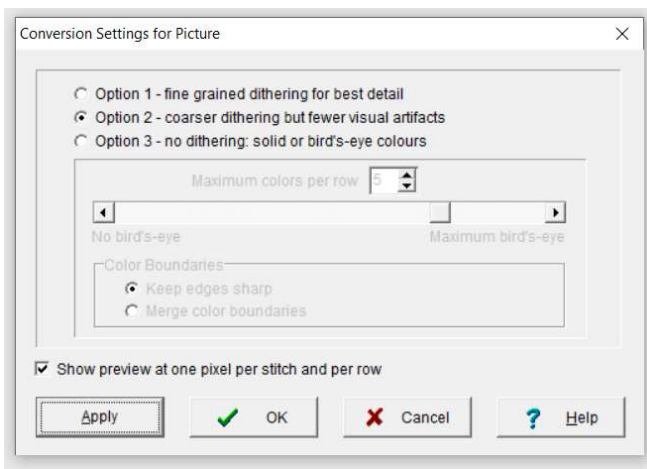 Conversion Settings for Picture
Option 1 - fine grained dithering for best detail
Option 2 - coarser dithering but fewer visual artifacts
Option 3 - no dithering: solid or bird's-eye colours
Maximum colors per row 5
No bird's-eye Maximum bird's-eye
Color Boundaries
Keep edges sharp
Merge color boundaries
Show preview at one pixel per stitch and per row
Apply OK Cancel ? Help